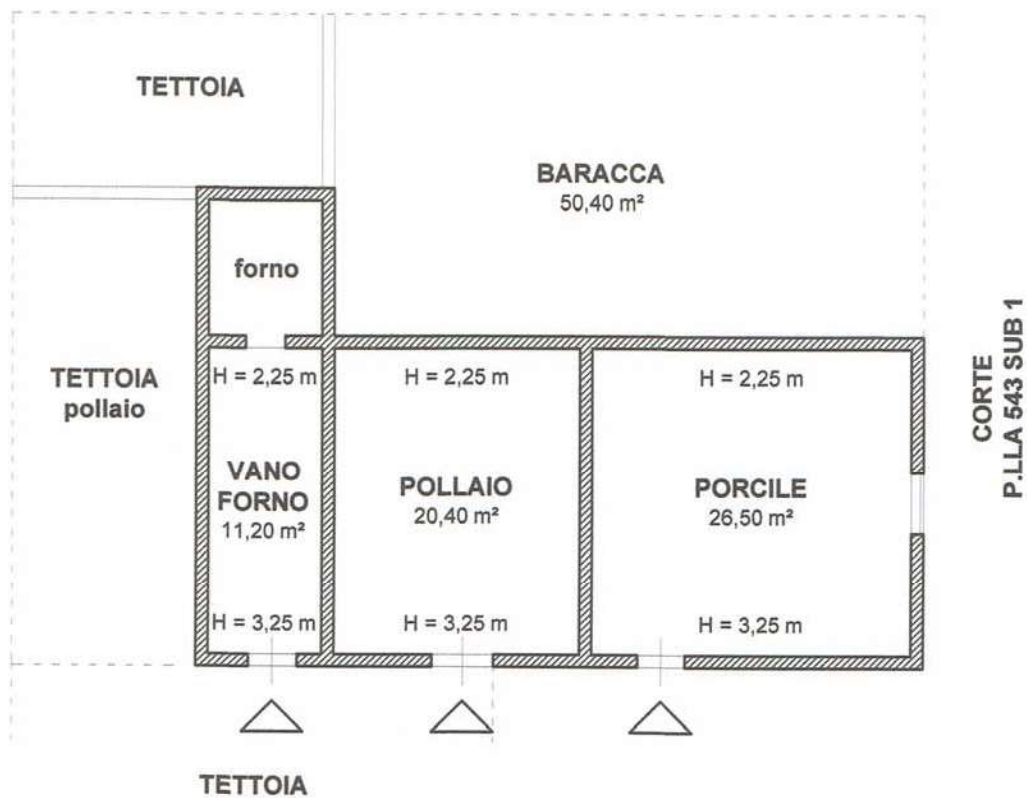 TETTOIA
BARACCA
50,40 m²
forno
TETTOIA
pollaio
H = 2,25 m
H = 2,25 m
H = 2,25 m
VANO
FORNO
11,20 m²
POLLAIO
20,40 m²
PORCILE
26,50 m²
H = 3,25 m
H = 3,25 m
H = 3,25 m
CORTE
P.LLA 543 SUB 1
TETTOIA